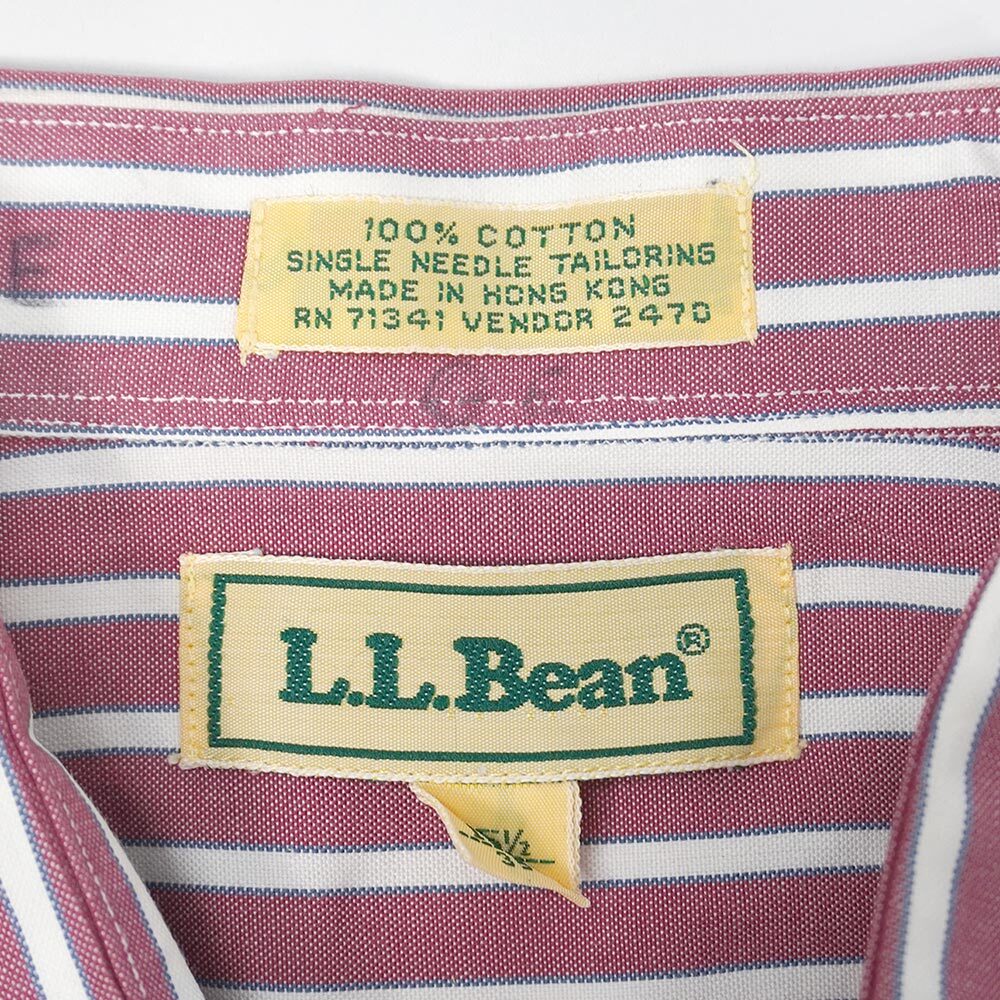 100% COTTON
SINGLE NEEDLE TAILORING
MADE IN HONG KONG
RN 71341 VENDOR 2470
L.L.Bean®